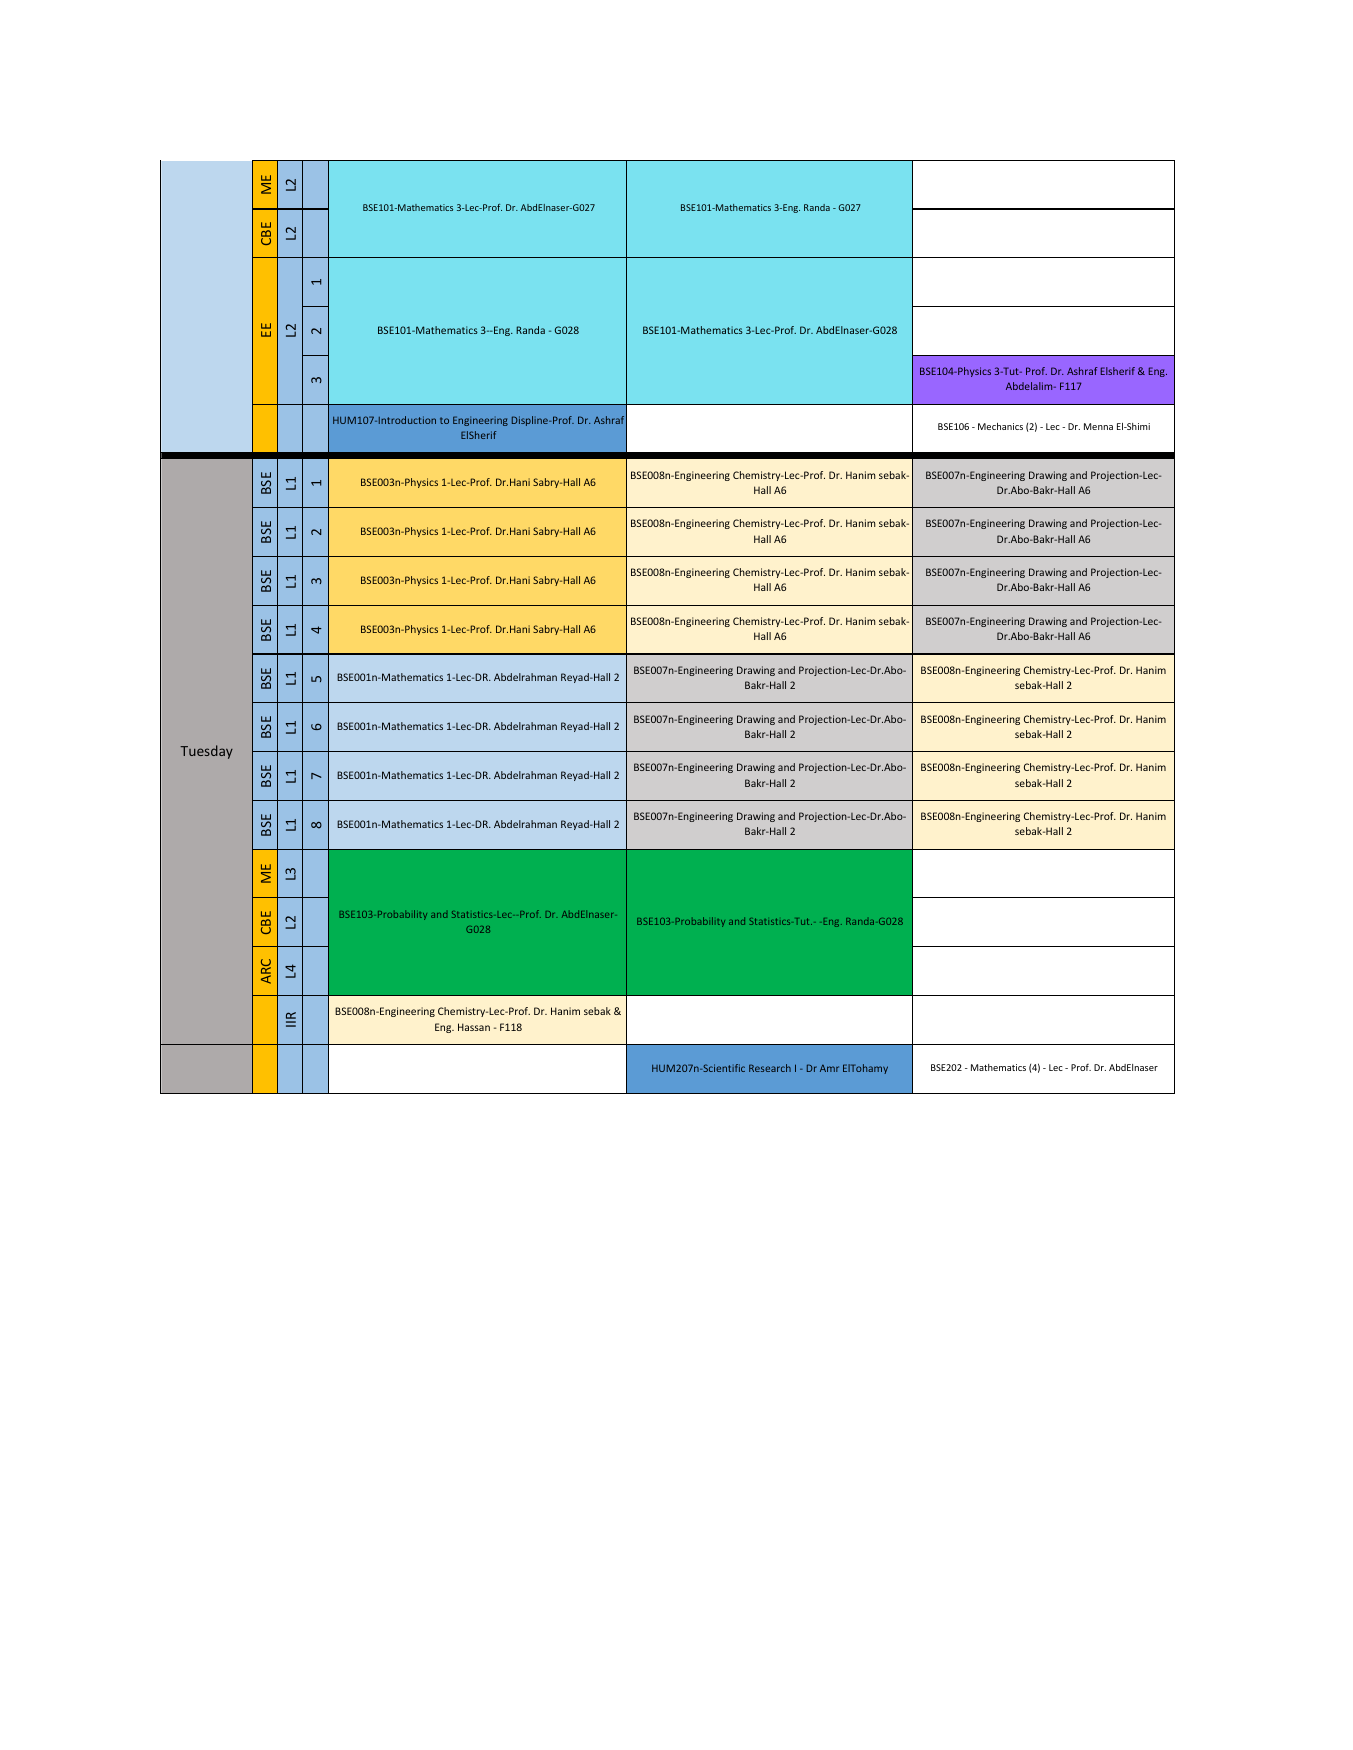 ME L2
BSE101-Mathematics 3-Lec-Prof. Dr. AbdElnaser-G027
BSE101-Mathematics 3-Eng. Randa - G027
CBE L2
EE L2
1
2
3
BSE101-Mathematics 3--Eng. Randa - G028
BSE101-Mathematics 3-Lec-Prof. Dr. AbdElnaser-G028
BSE104-Physics 3-Tut- Prof. Dr. Ashraf Elsherif & Eng.
Abdelalim- F117
HUM107-Introduction to Engineering Displine-Prof. Dr. Ashraf
ElSherif
BSE106 - Mechanics (2) - Lec - Dr. Menna El-Shimi
Tuesday
BSE L1 1
BSE003n-Physics 1-Lec-Prof. Dr.Hani Sabry-Hall A6
BSE008n-Engineering Chemistry-Lec-Prof. Dr. Hanim sebak-
Hall A6
BSE007n-Engineering Drawing and Projection-Lec-
Dr.Abo-Bakr-Hall A6
BSE L1 2
BSE003n-Physics 1-Lec-Prof. Dr.Hani Sabry-Hall A6
BSE008n-Engineering Chemistry-Lec-Prof. Dr. Hanim sebak-
Hall A6
BSE007n-Engineering Drawing and Projection-Lec-
Dr.Abo-Bakr-Hall A6
BSE L1 3
BSE003n-Physics 1-Lec-Prof. Dr.Hani Sabry-Hall A6
BSE008n-Engineering Chemistry-Lec-Prof. Dr. Hanim sebak-
Hall A6
BSE007n-Engineering Drawing and Projection-Lec-
Dr.Abo-Bakr-Hall A6
BSE L1 4
BSE003n-Physics 1-Lec-Prof. Dr.Hani Sabry-Hall A6
BSE008n-Engineering Chemistry-Lec-Prof. Dr. Hanim sebak-
Hall A6
BSE007n-Engineering Drawing and Projection-Lec-
Dr.Abo-Bakr-Hall A6
BSE L1 5
BSE001n-Mathematics 1-Lec-DR. Abdelrahman Reyad-Hall 2
BSE007n-Engineering Drawing and Projection-Lec-Dr.Abo-
Bakr-Hall 2
BSE008n-Engineering Chemistry-Lec-Prof. Dr. Hanim
sebak-Hall 2
BSE L1 6
BSE001n-Mathematics 1-Lec-DR. Abdelrahman Reyad-Hall 2
BSE007n-Engineering Drawing and Projection-Lec-Dr.Abo-
Bakr-Hall 2
BSE008n-Engineering Chemistry-Lec-Prof. Dr. Hanim
sebak-Hall 2
BSE L1 7
BSE001n-Mathematics 1-Lec-DR. Abdelrahman Reyad-Hall 2
BSE007n-Engineering Drawing and Projection-Lec-Dr.Abo-
Bakr-Hall 2
BSE008n-Engineering Chemistry-Lec-Prof. Dr. Hanim
sebak-Hall 2
BSE L1 8
BSE001n-Mathematics 1-Lec-DR. Abdelrahman Reyad-Hall 2
BSE007n-Engineering Drawing and Projection-Lec-Dr.Abo-
Bakr-Hall 2
BSE008n-Engineering Chemistry-Lec-Prof. Dr. Hanim
sebak-Hall 2
ME L3
CBE L2
ARC L4
BSE103-Probability and Statistics-Lec--Prof. Dr. AbdElnaser-
G028
BSE103-Probability and Statistics-Tut.- -Eng. Randa-G028
IIR
BSE008n-Engineering Chemistry-Lec-Prof. Dr. Hanim sebak &
Eng. Hassan - F118
HUM207n-Scientific Research I - Dr Amr ElTohamy
BSE202 - Mathematics (4) - Lec - Prof. Dr. AbdElnaser